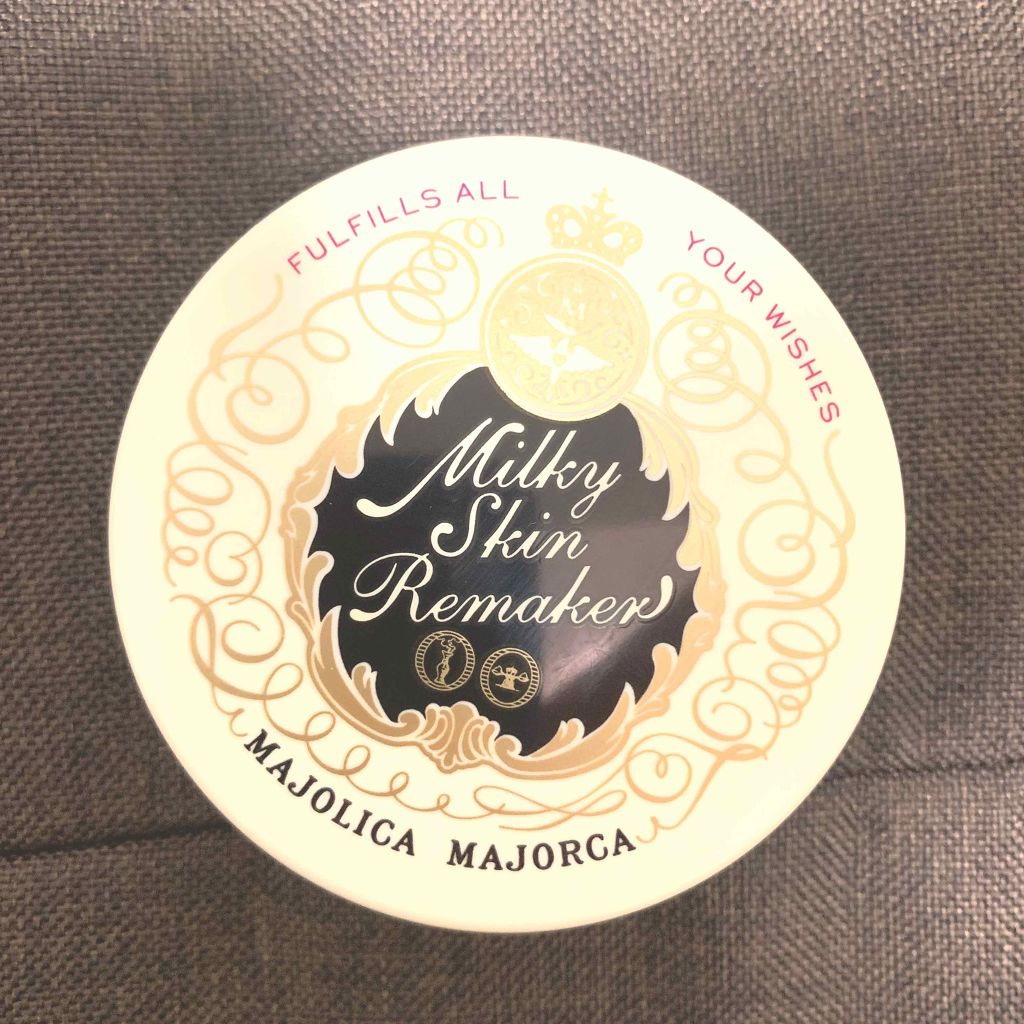 FULFILLS ALL
YOUR WISHES
Milky
Skin
Remaker
MAJOLICA MAJORCA